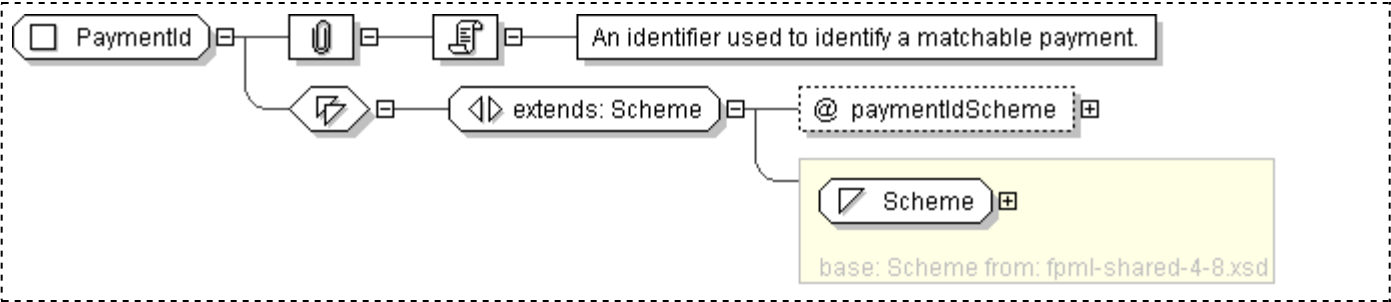 PaymentId
An identifier used to identify a matchable payment.
extends: Scheme
@ paymentIdScheme
Scheme
base: Scheme from: fpml-shared-4-8.xsd